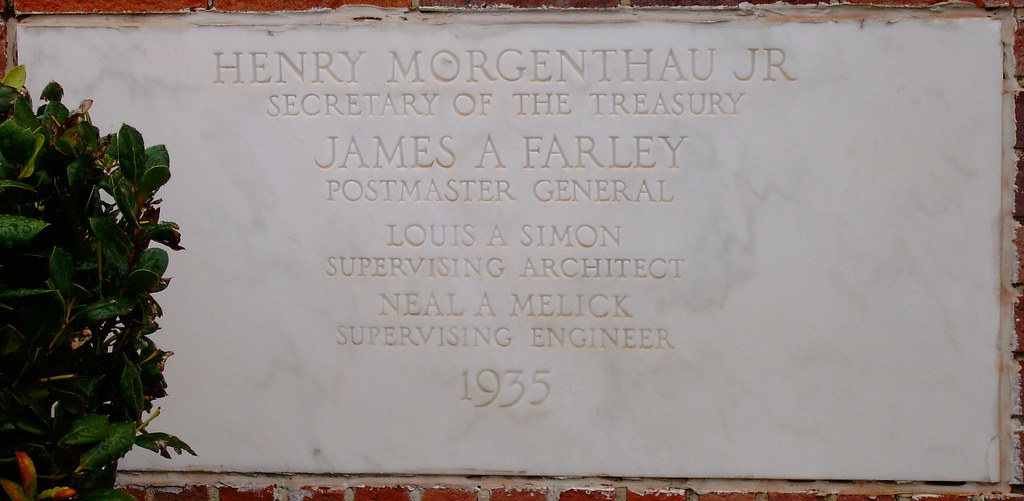 HENRY MORGENTHAU JR
SECRETARY OF THE TREASURY
JAMES A FARLEY
POSTMASTER GENERAL
LOUIS A SIMON
SUPERVISING ARCHITECT
NEAL A MELICK
SUPERVISING ENGINEER
1935